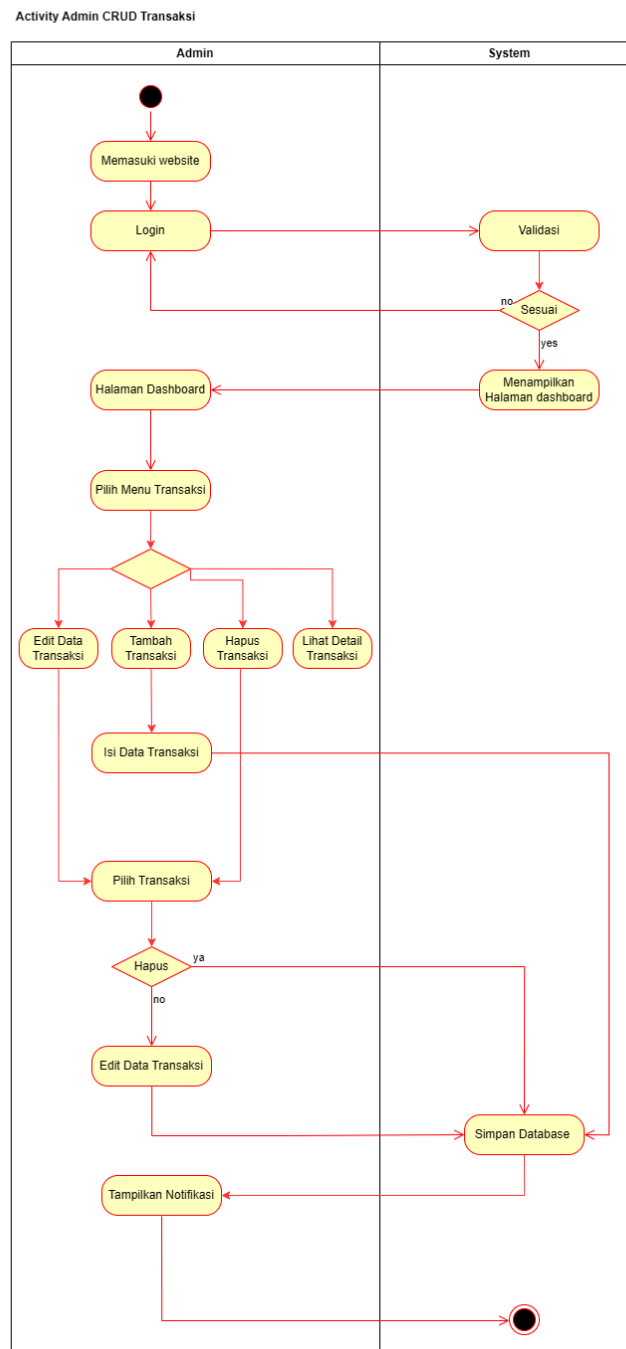 Activity Admin CRUD Transaksi
Admin
System
Memasuki website
Login
Validasi
no
Sesuai
yes
Halaman Dashboard
Menampilkan
Halaman dashboard
Pilih Menu Transaksi
Edit Data
Transaksi
Tambah
Transaksi
Hapus
Transaksi
Lihat Detail
Transaksi
Isi Data Transaksi
Pilih Transaksi
Hapus
ya
no
Edit Data Transaksi
Simpan Database
Tampilkan Notifikasi